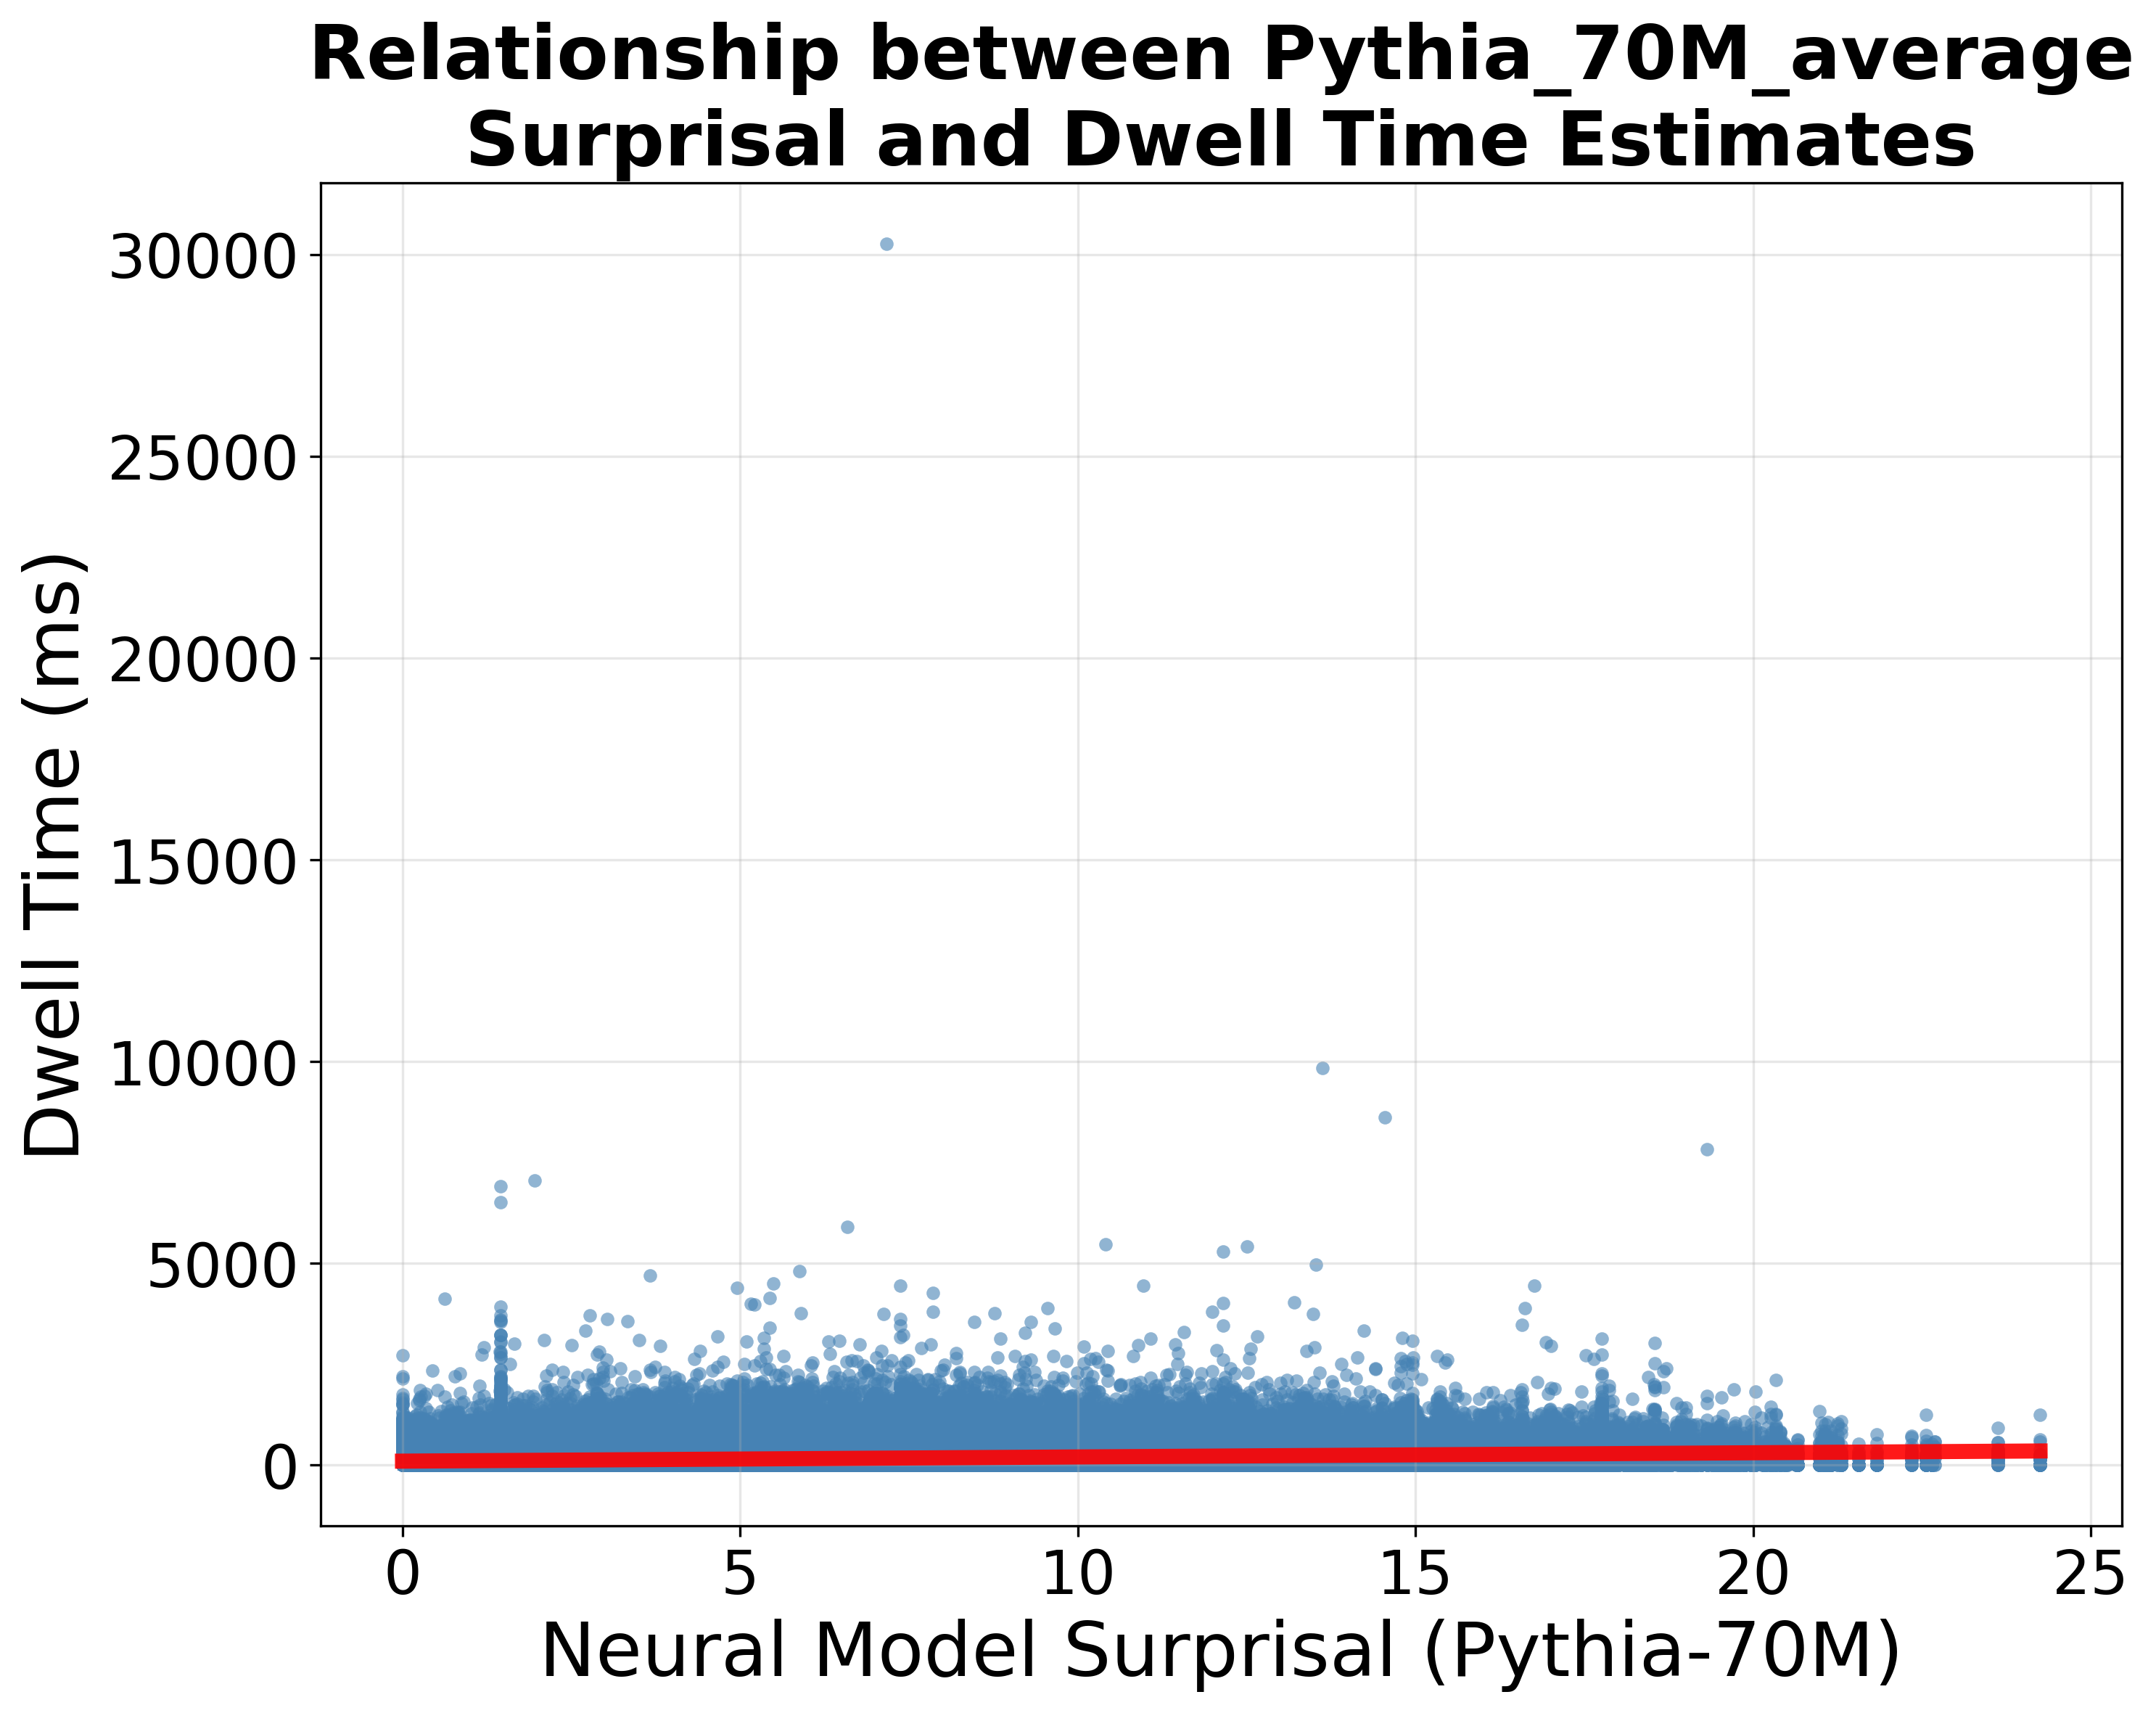 Relationship between Pythia_70M_average
Surprisal and Dwell Time Estimates
30000
25000
20000
15000
10000
5000
0
Dwell Time (ms)
0 5 10 15 20 25
Neural Model Surprisal (Pythia-70M)